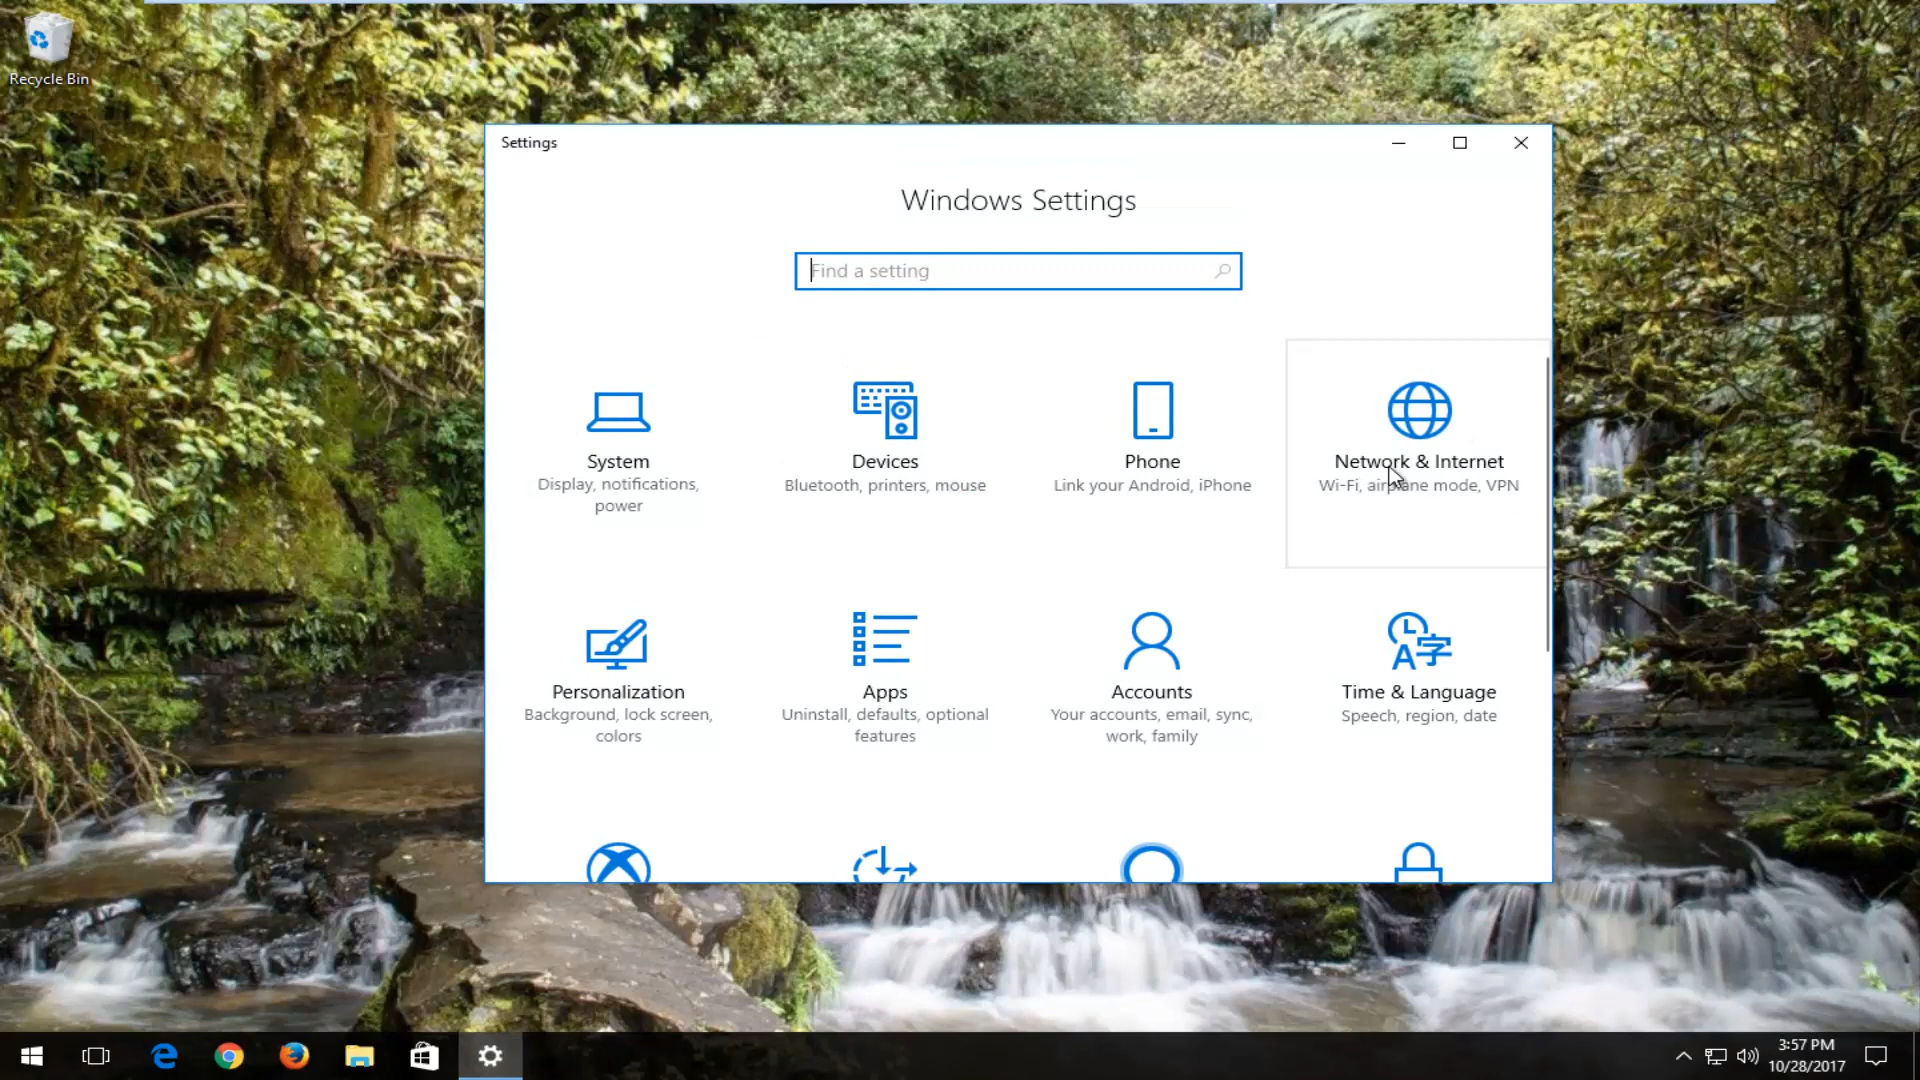 Recycle Bin
Settings
Windows Settings
Find a setting
System
Display, notifications,
power
Devices
Bluetooth, printers, mouse
Phone
Link your Android, iPhone
Network & Internet
Wi-Fi, airplane mode, VPN
Personalization
Background, lock screen,
colors
Apps
Uninstall, defaults, optional
features
Accounts
Your accounts, email, sync,
work, family
Time & Language
Speech, region, date
3:57 PM
10/28/2017